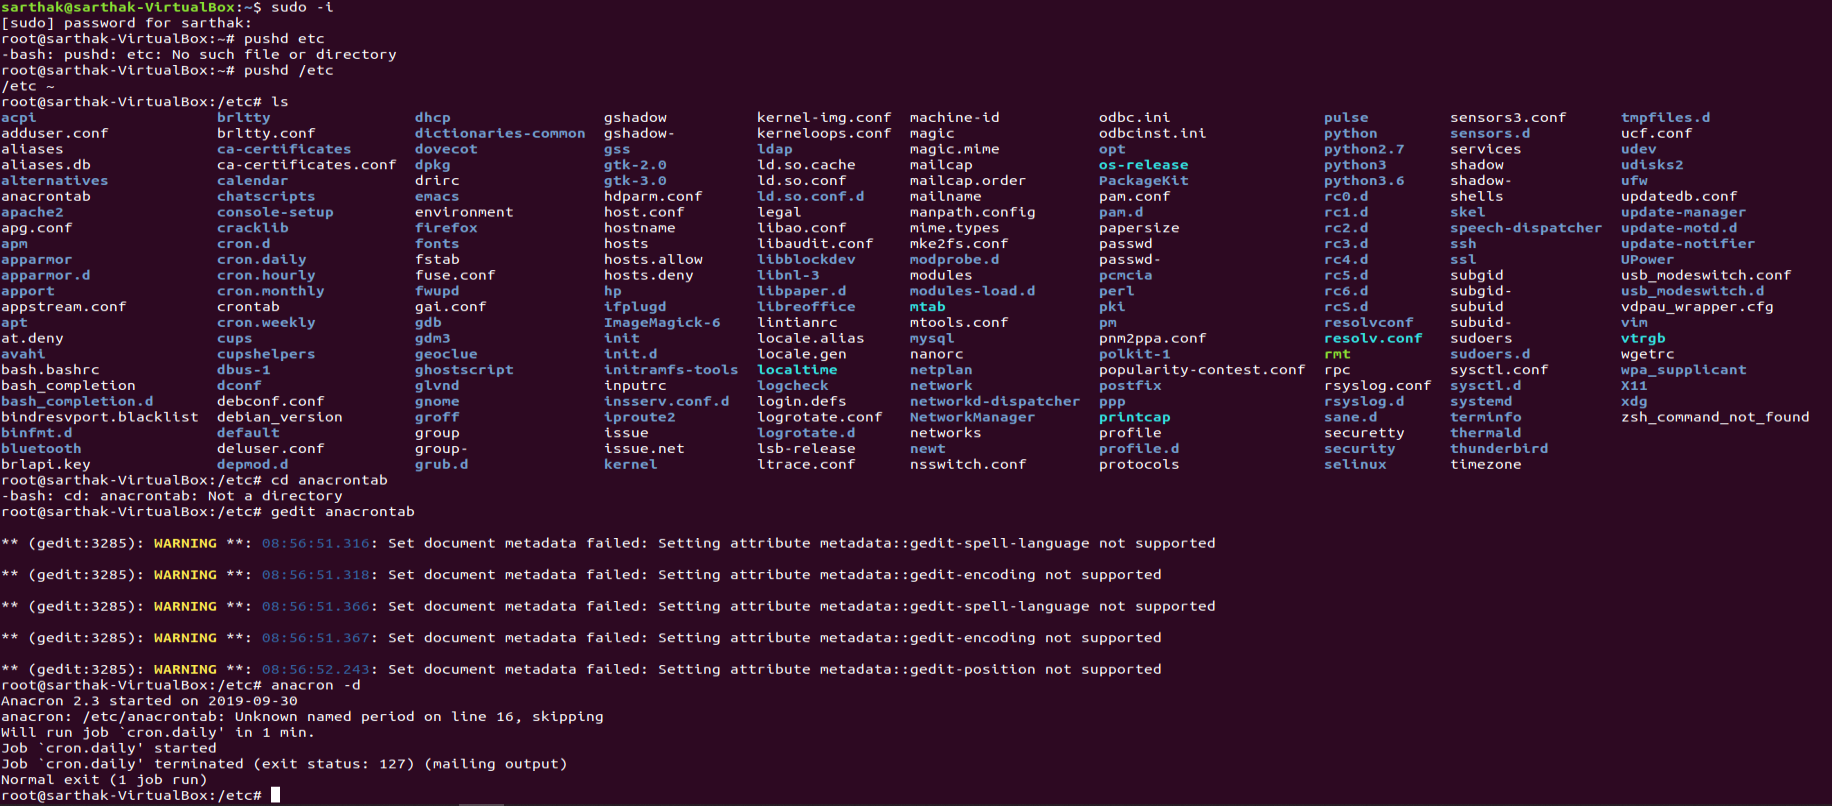 sarthak@sarthak-VirtualBox:~$ sudo -i
[sudo] password for sarthak:
root@sarthak-VirtualBox:~# pushd etc
-bash: pushd: etc: No such file or directory
root@sarthak-VirtualBox:~# pushd /etc
/etc ~
root@sarthak-VirtualBox:/etc# ls
acpi brltty dhcp gshadow kernel-img.conf machine-id odbc.ini pulse sensors3.conf tmpfiles.d
adduser.conf brltty.conf dictionaries-common gshadow- kerneloops.conf magic odbcinst.ini python sensors.d ucf.conf
aliases ca-certificates dovecot gss ldap magic.mime opt python2.7 services udev
aliases.db ca-certificates.conf dpkg gtk-2.0 ld.so.cache mailcap os-release python3 shadow udisks2
alternatives calendar drirc gtk-3.0 ld.so.conf mailcap.order PackageKit python3.6 shadow- ufw
anacrontab chatscripts emacs hdparm.conf ld.so.conf.d mailname pam.conf rc0.d shells updatedb.conf
apache2 console-setup environment host.conf legal manpath.config pam.d rc1.d skel update-manager
apg.conf cracklib firefox hostname libao.conf mime.types papersize rc2.d speech-dispatcher update-motd.d
apm cron.d fonts hosts libaudit.conf mke2fs.conf passwd rc3.d ssh update-notifier
apparmor cron.daily fstab hosts.allow libblockdev modprobe.d passwd- rc4.d ssl UPower
apparmor.d cron.hourly fuse.conf hosts.deny libnl-3 modules pcmcia rc5.d subgid usb_modeswitch.conf
apport cron.monthly fwupd hp libpaper.d modules-load.d perl rc6.d subgid- usb_modeswitch.d
appstream.conf crontab gai.conf ifplugd libreoffice mtab pki rcS.d subuid vdpau_wrapper.cfg
apt cron.weekly gdb ImageMagick-6 lintianrc mtools.conf pm resolvconf subuid- vim
at.deny cups gdm3 init locale.alias mysql pnm2ppa.conf resolv.conf sudoers vtrgb
avahi cupshelpers geoclue init.d locale.gen nanorc polkit-1 rmt sudoers.d wgetrc
bash.bashrc dbus-1 ghostscript initramfs-tools localtime netplan popularity-contest.conf rpc sysctl.conf wpa_supplicant
bash_completion dconf glvnd inputrc logcheck network postfix rsyslog.conf sysctl.d X11
bash_completion.d debconf.conf gnome insserv.conf.d login.defs networkd-dispatcher ppp rsyslog.d systemd xdg
bindresvport.blacklist debian_version groff iproute2 logrotate.conf NetworkManager printcap sane.d terminfo zsh_command_not_found
binfmt.d default group issue logrotate.d networks profile securetty thermald
bluetooth deluser.conf group- issue.net lsb-release newt profile.d security thunderbird
brlapi.key depmod.d grub.d kernel ltrace.conf nsswitch.conf protocols selinux timezone
root@sarthak-VirtualBox:/etc# cd anacrontab
-bash: cd: anacrontab: Not a directory
root@sarthak-VirtualBox:/etc# gedit anacrontab
** (gedit:3285): WARNING **: 08:56:51.316: Set document metadata failed: Setting attribute metadata::gedit-spell-language not supported
** (gedit:3285): WARNING **: 08:56:51.318: Set document metadata failed: Setting attribute metadata::gedit-encoding not supported
** (gedit:3285): WARNING **: 08:56:51.366: Set document metadata failed: Setting attribute metadata::gedit-spell-language not supported
** (gedit:3285): WARNING **: 08:56:51.367: Set document metadata failed: Setting attribute metadata::gedit-encoding not supported
** (gedit:3285): WARNING **: 08:56:52.243: Set document metadata failed: Setting attribute metadata::gedit-position not supported
root@sarthak-VirtualBox:/etc# anacron -d
Anacron 2.3 started on 2019-09-30
anacron: /etc/anacrontab: Unknown named period on line 16, skipping
Will run job `cron.daily' in 1 min.
Job `cron.daily' started
Job `cron.daily' terminated (exit status: 127) (mailing output)
Normal exit (1 job run)
root@sarthak-VirtualBox:/etc#